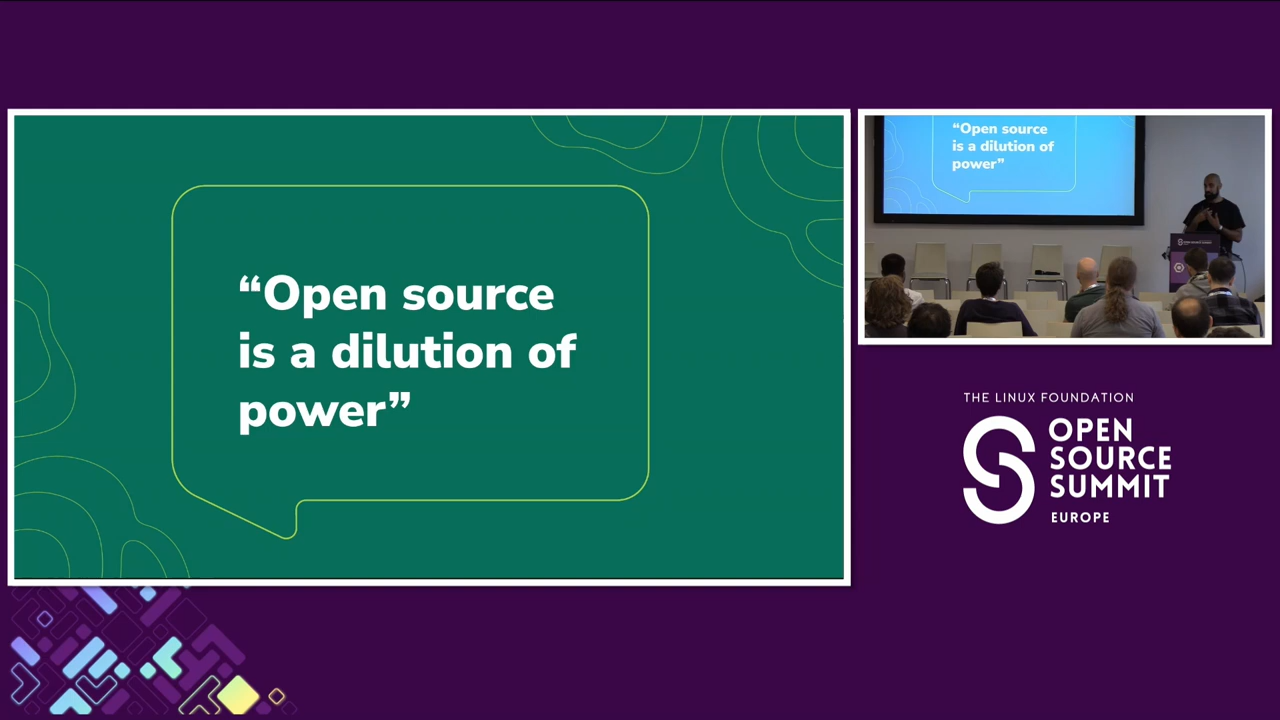 “Open source
is a dilution of
power”
“Open source
is a dilution of
power”
THE LINUX FOUNDATION
OPEN
SOURCE
SUMMIT
EUROPE